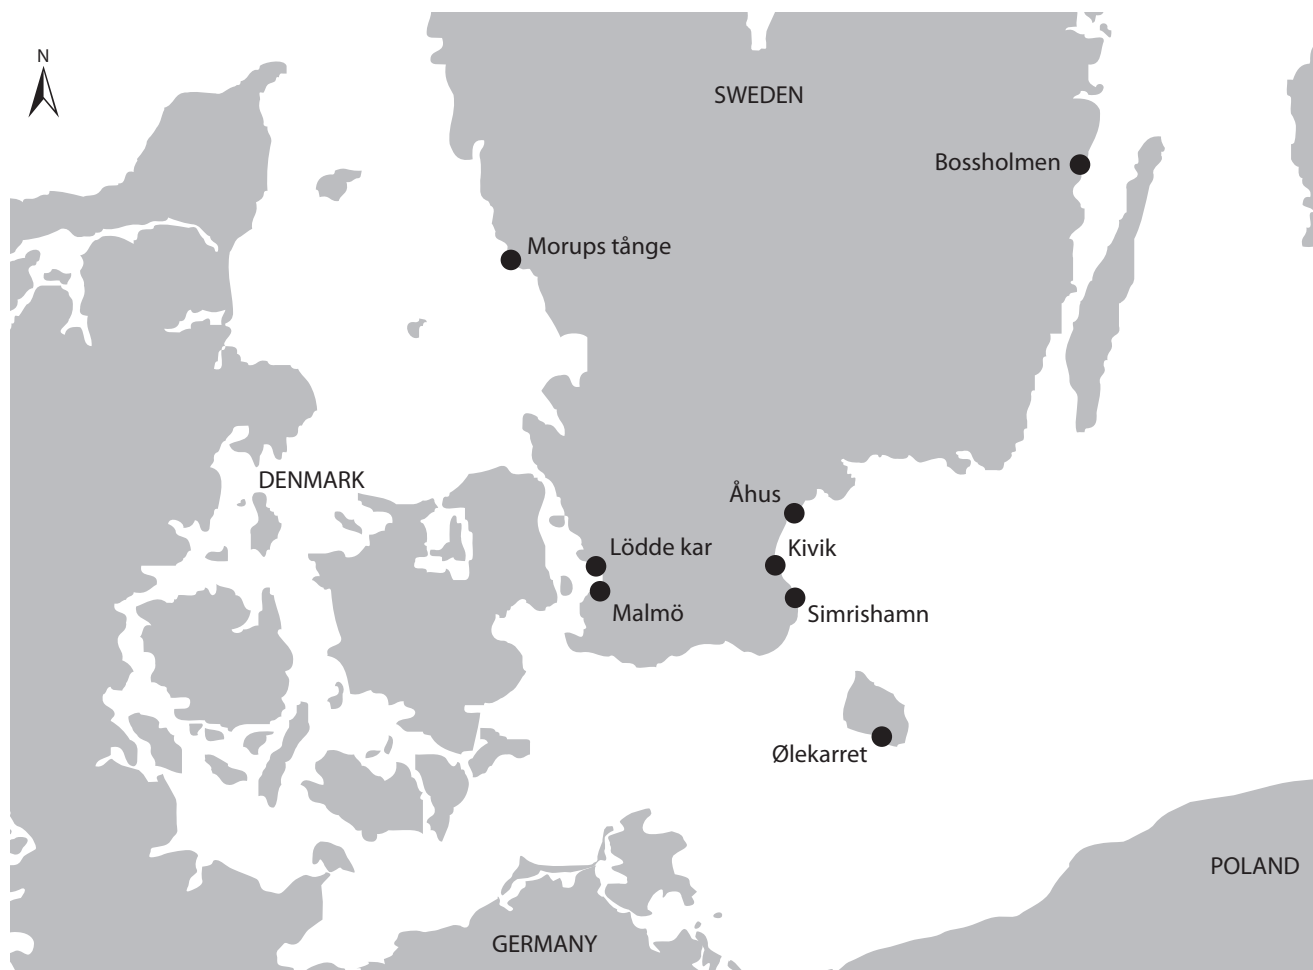 N
SWEDEN
Bossholmen
Morups tånge
DENMARK
Åhus
Lödde kar
Kivik
Malmö
Simrishamn
Ølekarret
POLAND
GERMANY